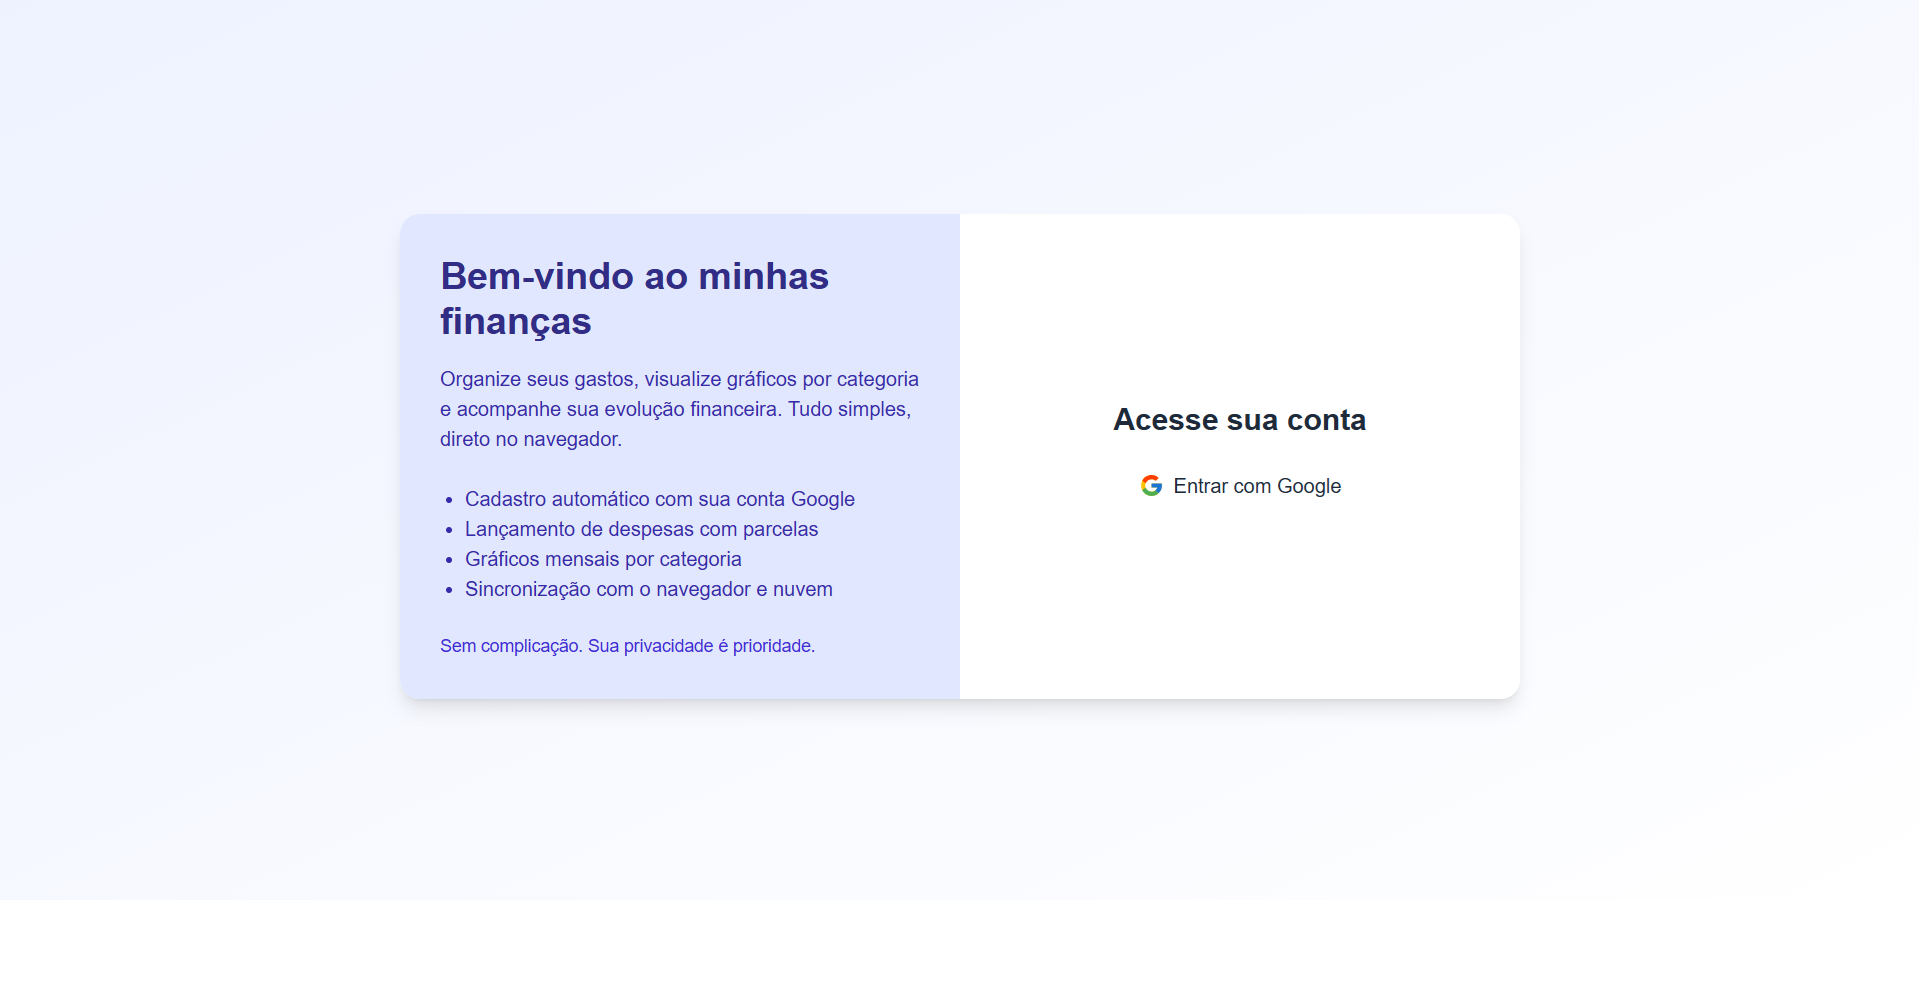 Bem-vindo ao minhas
finanças
Organize seus gastos, visualize gráficos por categoria
e acompanhe sua evolução financeira. Tudo simples,
direto no navegador.
• Cadastro automático com sua conta Google
• Lançamento de despesas com parcelas
• Gráficos mensais por categoria
• Sincronização com o navegador e nuvem
Sem complicação. Sua privacidade é prioridade.
Acesse sua conta
Entrar com Google